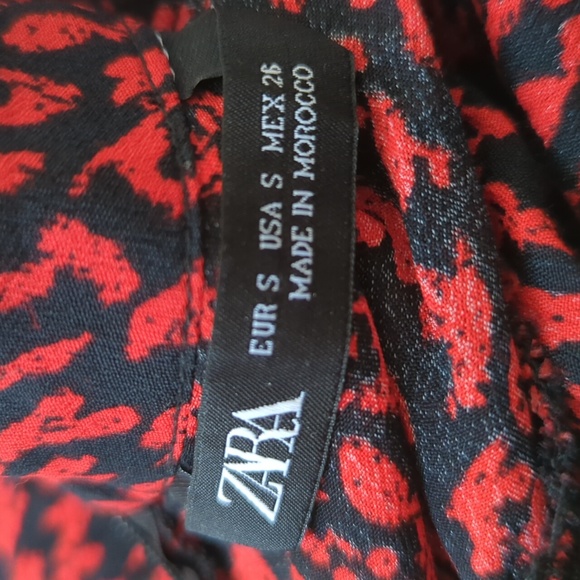 ZARA
EUR S USA S MEX 26
MADE IN MOROCCO